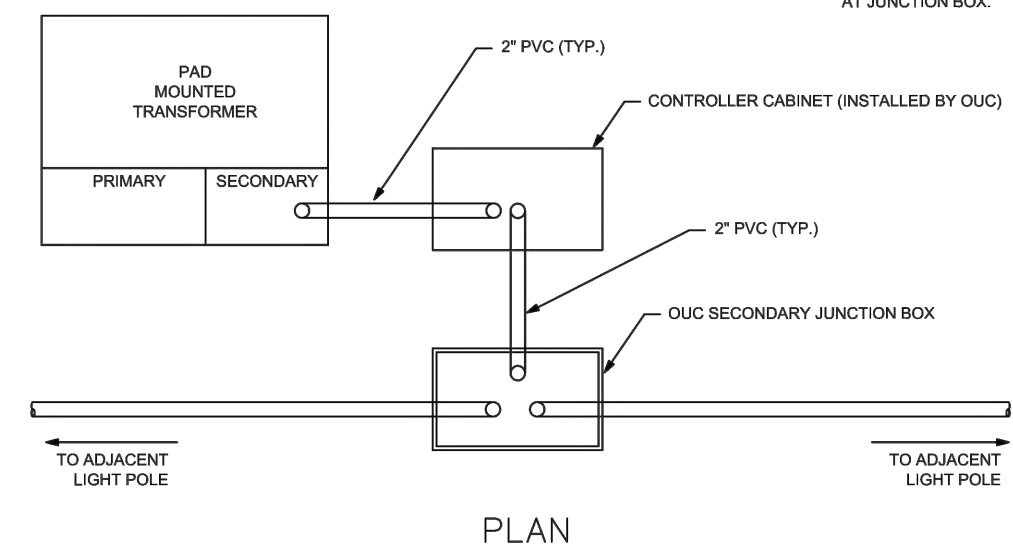 AT JUNCTION BOX.
2" PVC (TYP.)
PAD
MOUNTED
TRANSFORMER
CONTROLLER CABINET (INSTALLED BY OUC)
PRIMARY
SECONDARY
2" PVC (TYP.)
OUC SECONDARY JUNCTION BOX
TO ADJACENT
LIGHT POLE
TO ADJACENT
LIGHT POLE
PLAN